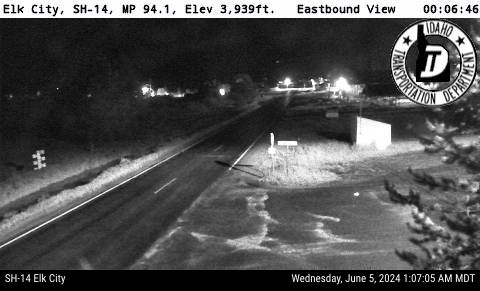 Elk City, SH-14, MP 94.1, Elev 3,939ft.   Eastbound View   00:06:46
IDAHO
TRANSPORTATION DEPARTMENT
SH-14 Elk City
Wednesday, June 5, 2024 1:07:05 AM MDT